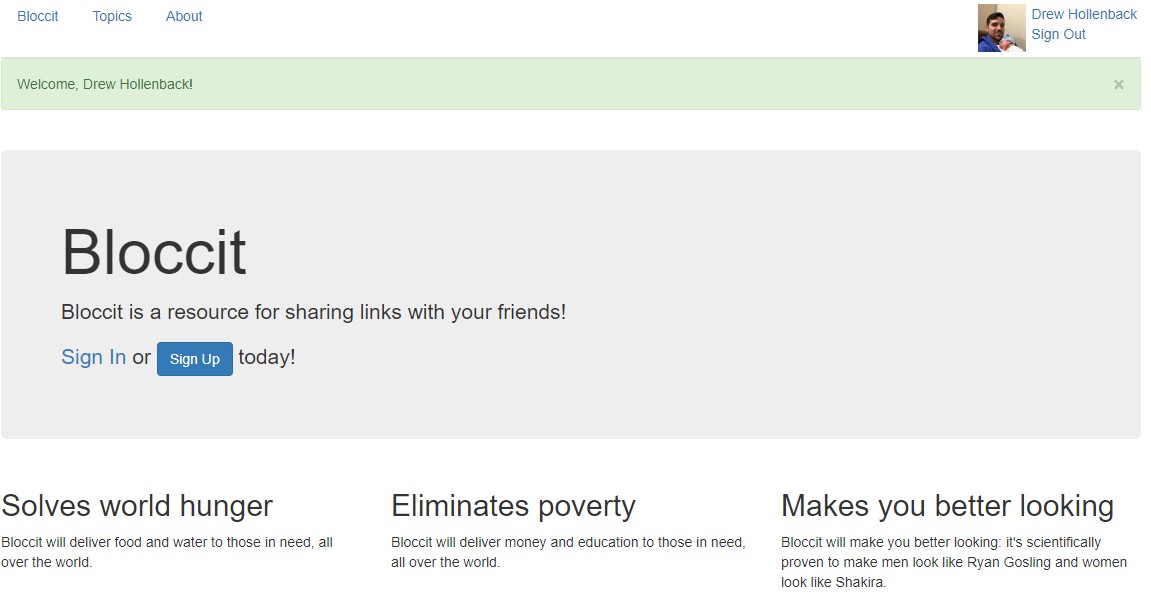 Bloccit Topics About
Drew Hollenback
Sign Out
Welcome, Drew Hollenback!
×
Bloccit
Bloccit is a resource for sharing links with your friends!
Sign In or Sign Up today!
Solves world hunger
Bloccit will deliver food and water to those in need, all
over the world.
Eliminates poverty
Bloccit will deliver money and education to those in need,
all over the world.
Makes you better looking
Bloccit will make you better looking: it's scientifically
proven to make men look like Ryan Gosling and women
look like Shakira.